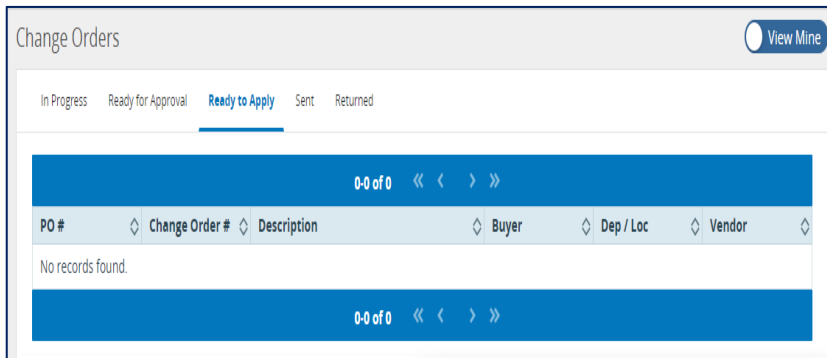 Change Orders
View Mine
In Progress Ready for Approval Ready to Apply Sent Returned
0-0 of 0
PO # Change Order # Description Buyer Dep / Loc Vendor
No records found.
0-0 of 0